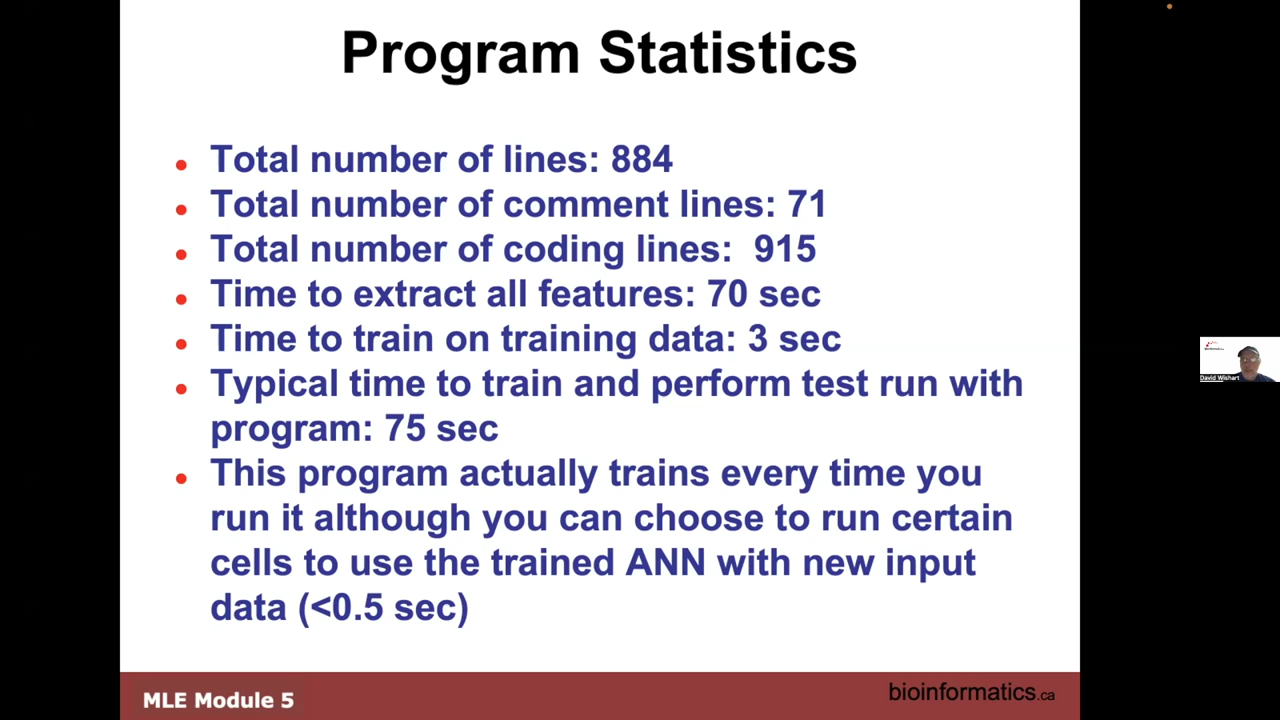 Program Statistics
Total number of lines: 884
Total number of comment lines: 71
Total number of coding lines: 915
Time to extract all features: 70 sec
Time to train on training data: 3 sec
Typical time to train and perform test run with
program: 75 sec
This program actually trains every time you
run it although you can choose to run certain
cells to use the trained ANN with new input
data (<0.5 sec)
David Wishart
MLE Module 5
bioinformatics.ca